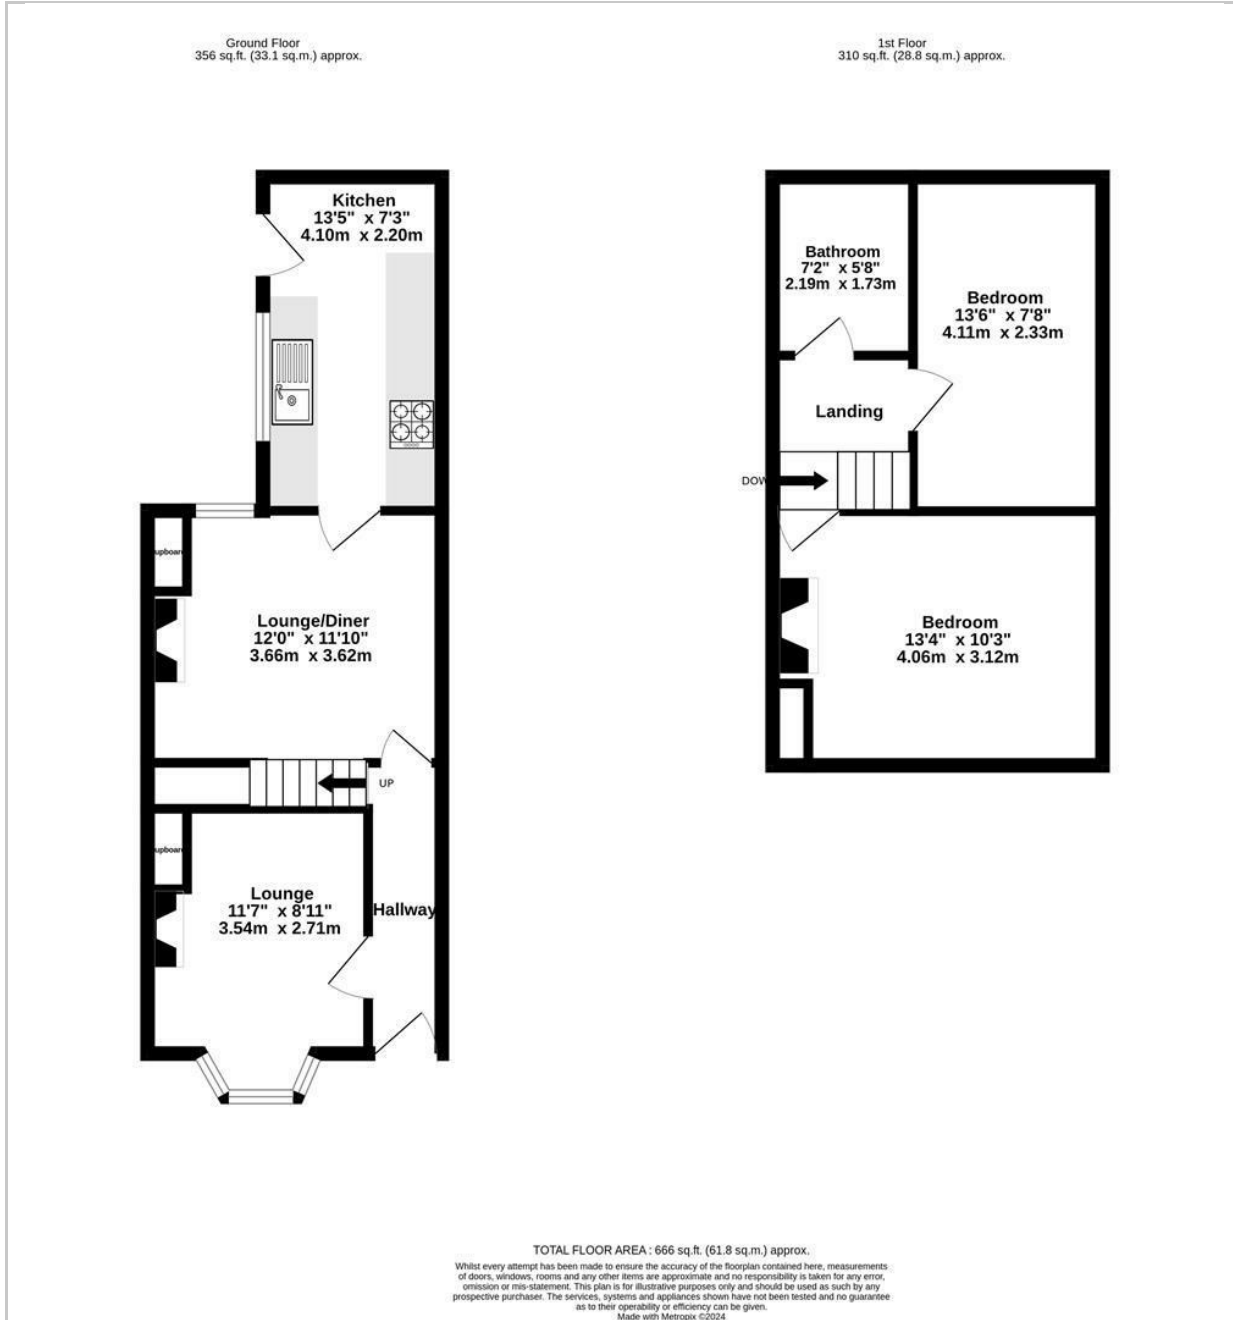 Ground Floor
356 sq.ft. (33.1 sq.m.) approx.
1st Floor
310 sq.ft. (28.8 sq.m.) approx.
Kitchen
13'5" x 7'3"
4.10m x 2.20m
Bathroom
7'2" x 5'8"
2.19m x 1.73m
Bedroom
13'6" x 7'8"
4.11m x 2.33m
Landing
DOW
upboar
Lounge/Diner
12'0" x 11'10"
3.66m x 3.62m
Bedroom
13'4" x 10'3"
4.06m x 3.12m
UP
upboar
Lounge
11'7" x 8'11"
3.54m x 2.71m
Hallway
TOTAL FLOOR AREA : 666 sq.ft. (61.8 sq.m.) approx.
Whilst every attempt has been made to ensure the accuracy of the floorplan contained here, measurements
of doors, windows, rooms and any other items are approximate and no responsibility is taken for any error,
omission or mis-statement. This plan is for illustrative purposes only and should be used as such by any
prospective purchaser. The services, systems and appliances shown have not been tested and no guarantee
as to their operability or efficiency can be given.
Made with Metropix ©2024